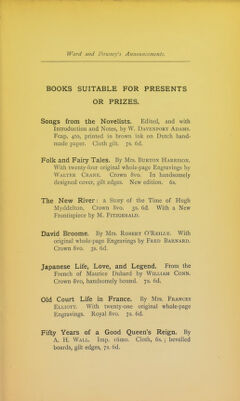 Ward and Downey's Announcements.
BOOKS SUITABLE FOR PRESENTS
OR PRIZES.
Songs from the Novelists. Edited, and with
Introduction and Notes, by W. DAVENPORT ADAMS.
Fcap. 4to, printed in brown ink on Dutch hand-
made paper. Cloth gilt. 7s. 6d.
Folk and Fairy Tales. By Mrs. BURTON HARRISON.
With twenty-four original whole-page Engravings by
WALTER CRANE. Crown 8vo. In handsomely
designed cover, gilt edges. New edition. 6s.
The New River: a Story of the Time of Hugh
Myddelton. Crown 8vo. 3s. 6d. With a New
Frontispiece by M. FITZGERALD.
David Broome. By Mrs. ROBERT O'REILLY. With
original whole-page Engravings by FRED BARNARD.
Crown 8vo. 3s. 6d.
Japanese Life, Love, and Legend. From the
French of Maurice Dubard by WILLIAM CONN.
Crown 8vo, handsomely bound. 7s. 6d.
Old Court Life in France. By Mrs. FRANCES
ELLIOTT. With twenty-one original whole-page
Engravings. Royal 8vo. 7s. 6d.
Fifty Years of a Good Queen's Reign. By
A. H. WALL. Imp. 16mo. Cloth, 6s.; bevelled
boards, gilt edges, 7s. 6d.